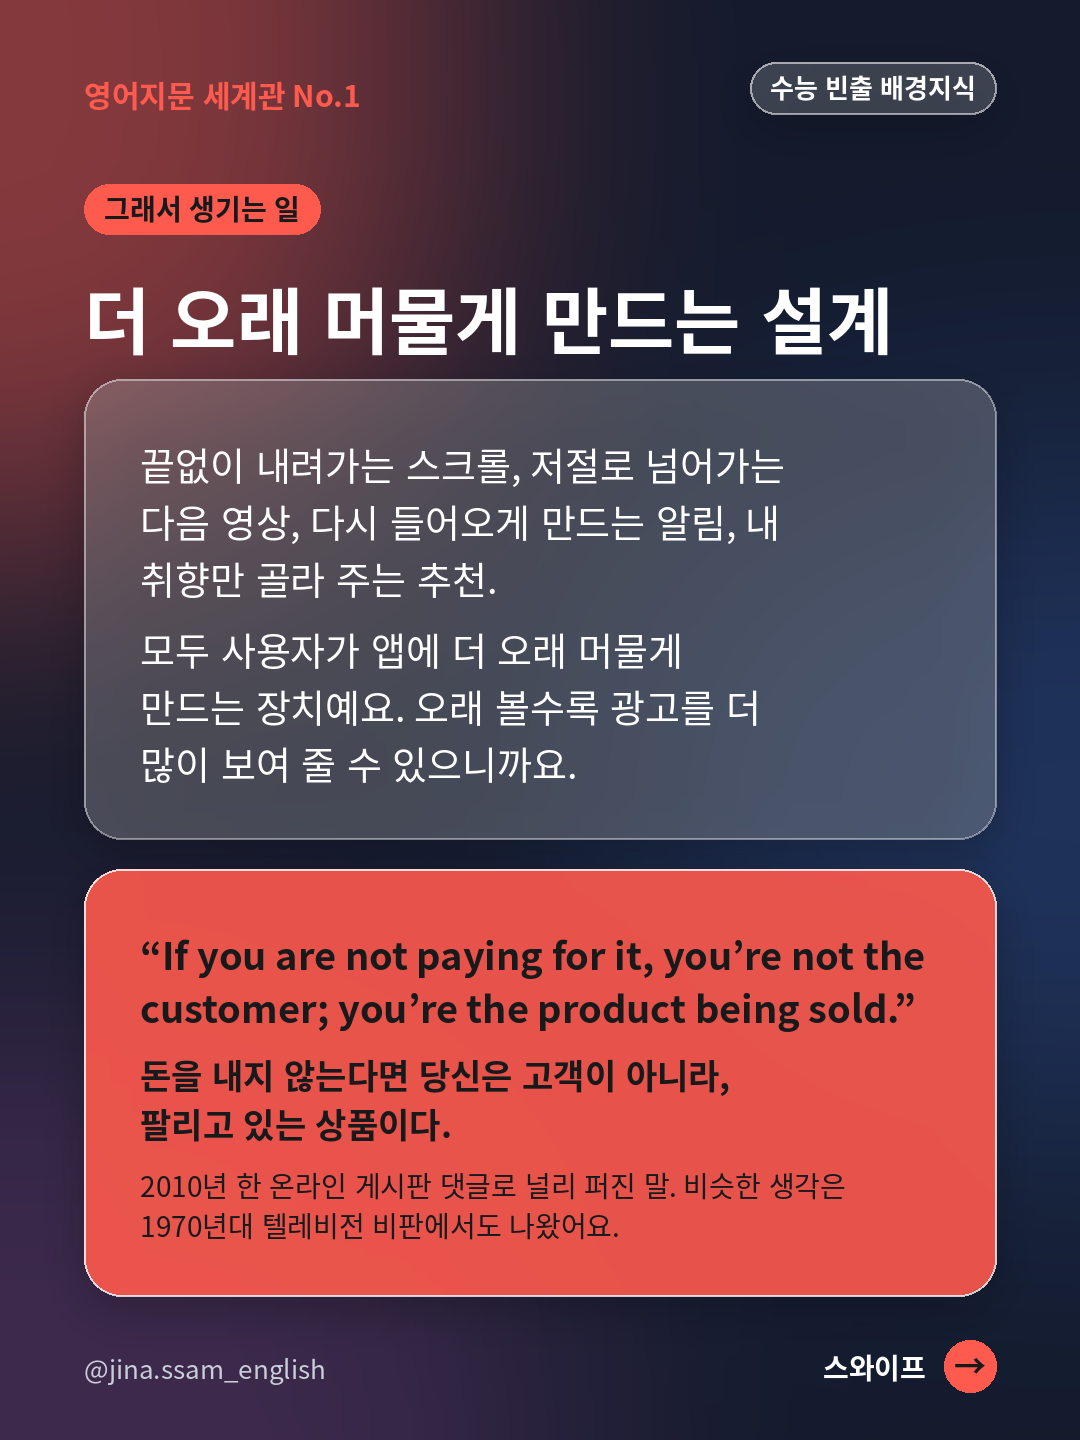 영어지문 세계관 No.1
수능 빈출 배경지식
그래서 생기는 일
더 오래 머물게 만드는 설계
끝없이 내려가는 스크롤, 저절로 넘어가는
다음 영상, 다시 들어오게 만드는 알림, 내
취향만 골라 주는 추천.
모두 사용자가 앱에 더 오래 머물게
만드는 장치예요. 오래 볼수록 광고를 더
많이 보여 줄 수 있으니까요.
“If you are not paying for it, you’re not the
customer; you’re the product being sold.”
돈을 내지 않는다면 당신은 고객이 아니라,
팔리고 있는 상품이다.
2010년 한 온라인 게시판 댓글로 널리 퍼진 말. 비슷한 생각은
1970년대 텔레비전 비판에서도 나왔어요.
@jina.ssam_english
스와이프 →